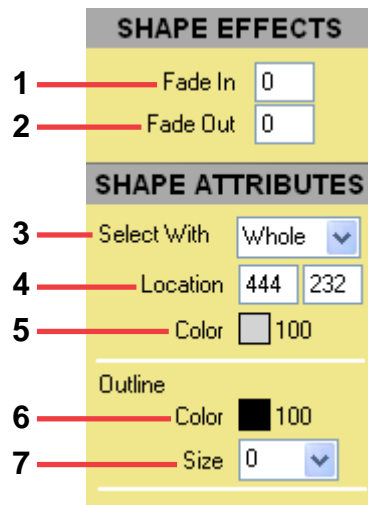 SHAPE EFFECTS
1 Fade In 0
2 Fade Out 0
SHAPE ATTRIBUTES
3 Select With Whole
4 Location 444 232
5 Color 100
Outline
6 Color 100
7 Size 0